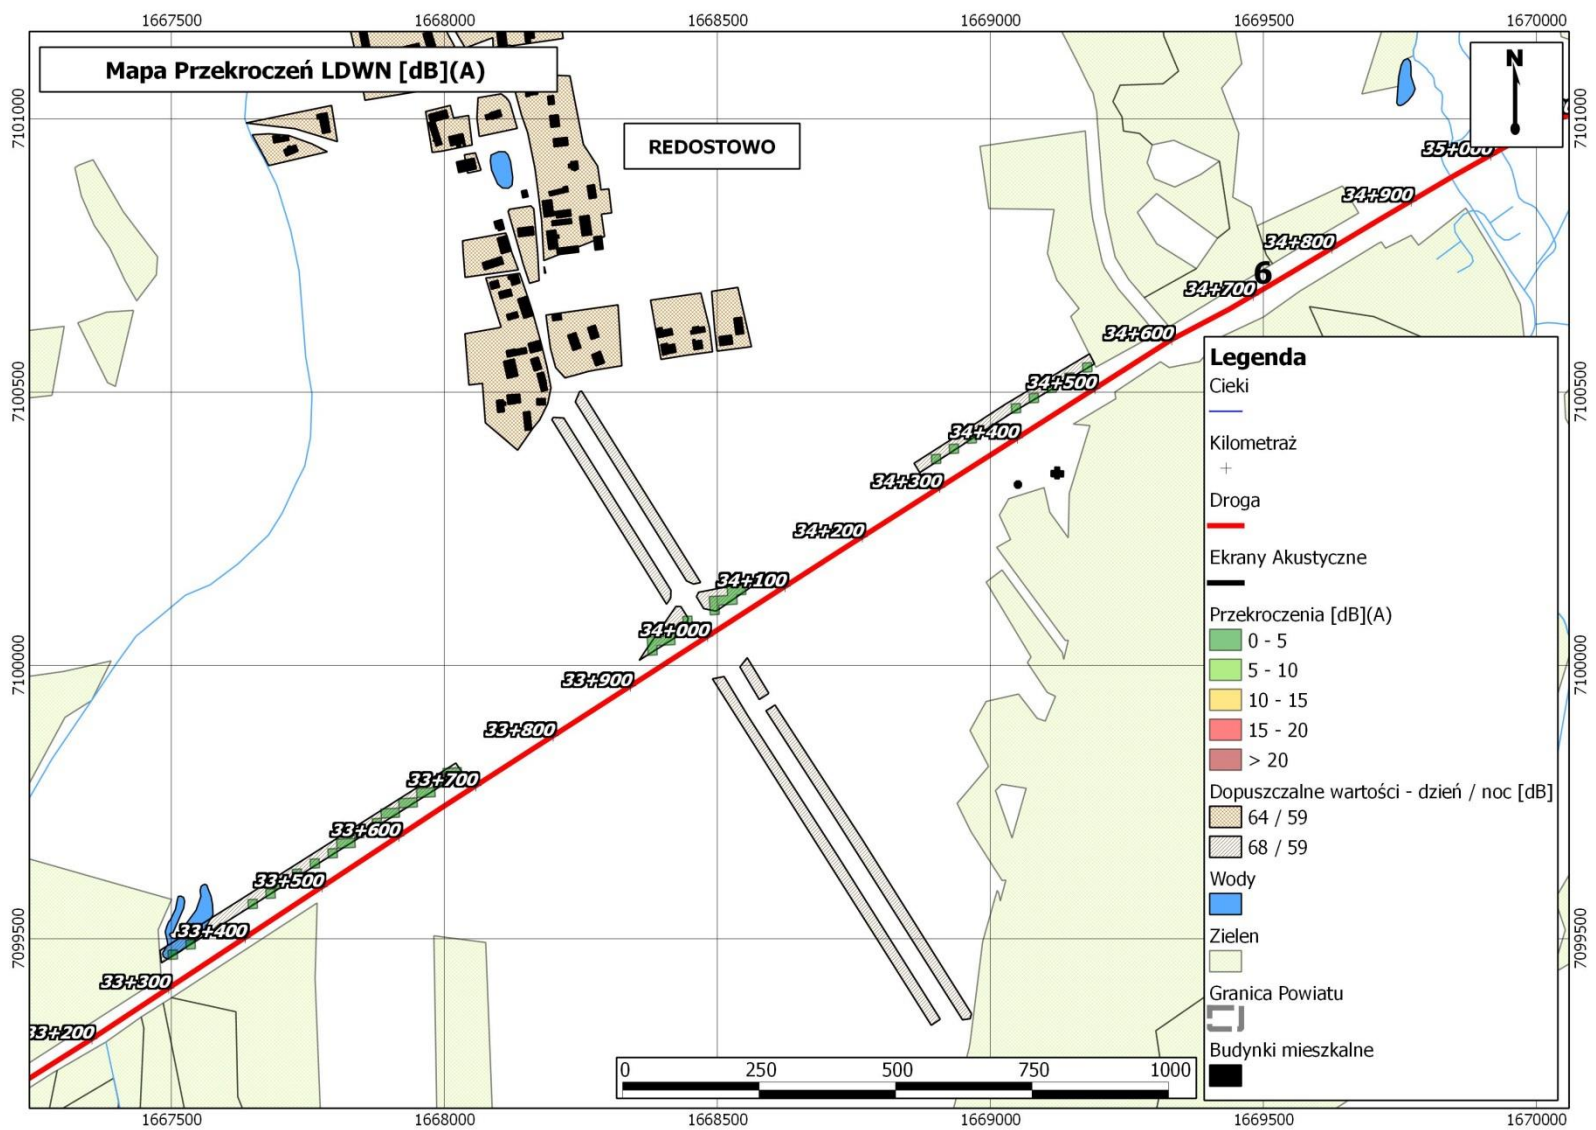 1667500 1668000 1668500 1669000 1669500 1670000
Mapa Przekroczeń LDWN [dB](A)
N
7101000 7101000
REDOSTOWO
35+000
34+900
34+800
6
34+700
34+600
34+500
34+400
34+300
34+200
34+100
34+000
33+900
33+800
33+700
33+600
33+500
33+400
33+300
33+200
7100500 7100500
7100000 7100000
7099500 7099500
Legenda
Cieki
Kilometraż
Droga
Ekrany Akustyczne
Przekroczenia [dB](A)
0 - 5
5 - 10
10 - 15
15 - 20
> 20
Dopuszczalne wartości - dzień / noc [dB]
64 / 59
68 / 59
Wody
Zielen
Granica Powiatu
Budynki mieszkalne
0 250 500 750 1000
1667500 1668000 1668500 1669000 1669500 1670000